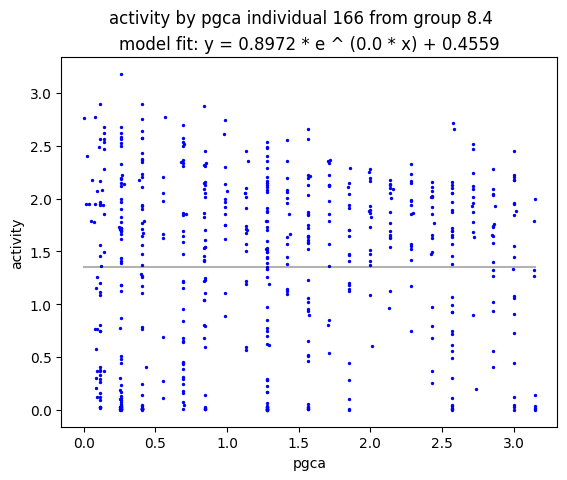 activity by pgca individual 166 from group 8.4
model fit: y = 0.8972 * e ^ (0.0 * x) + 0.4559
3.0
2.5
2.0
1.5
1.0
0.5
0.0
activity
0.0 0.5 1.0 1.5 2.0 2.5 3.0
pgca